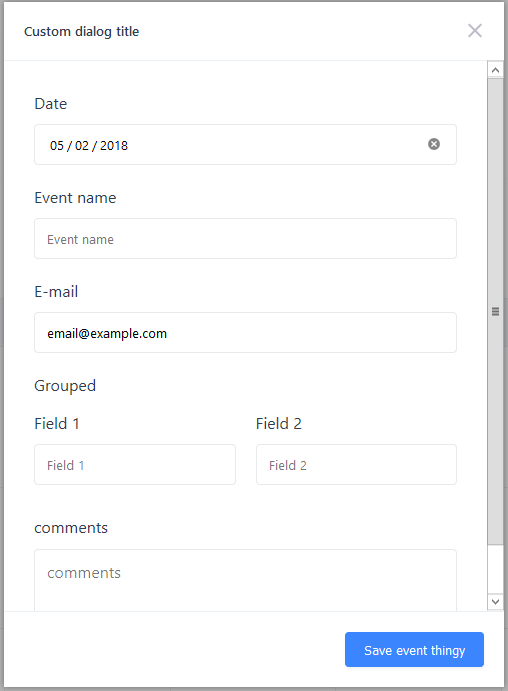 Custom dialog title
Date
05 / 02 / 2018
Event name
Event name
E-mail
email@example.com
Grouped
Field 1 Field 2
Field 1 Field 2
comments
comments
Save event thingy